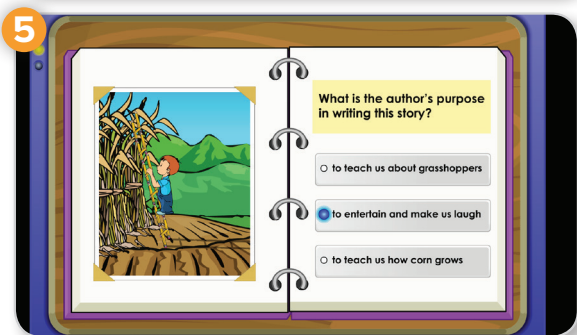 5
What is the author's purpose
in writing this story?
to teach us about grasshoppers
to entertain and make us laugh
to teach us how corn grows